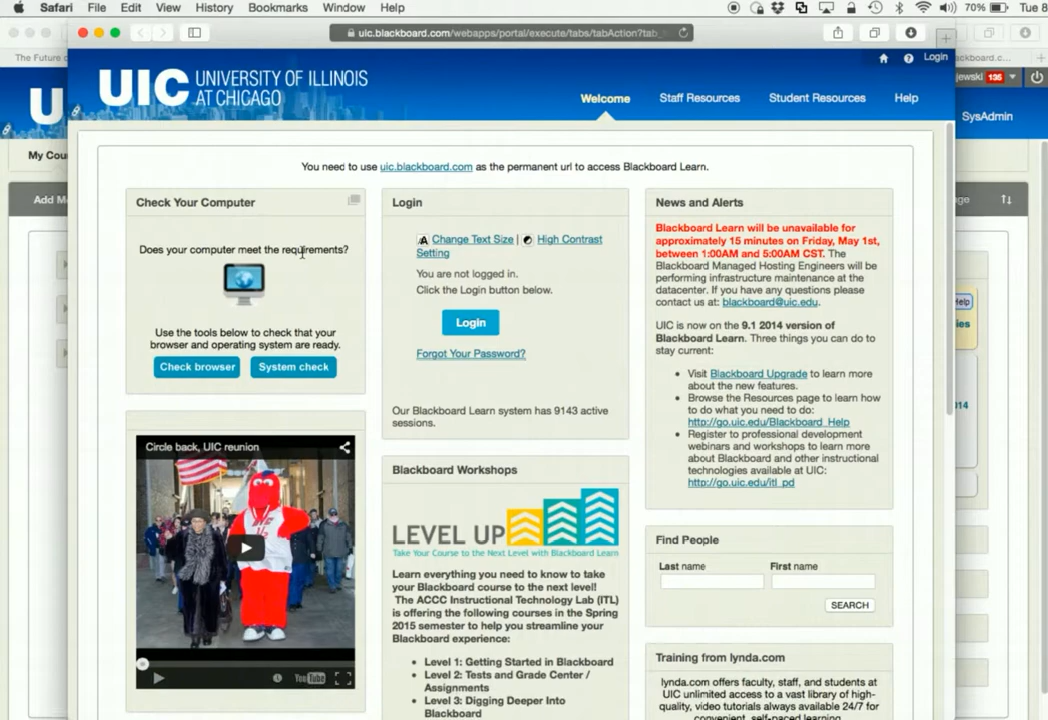 Safari File Edit View History Bookmarks Window Help
70%
Tue 8
uic.blackboard.com/webapps/portal/execute/tabs/tabAction?tab_
The Future o
ckboard.c...
Login
jewski 136
UIC UNIVERSITY OF ILLINOIS
AT CHICAGO
Welcome Staff Resources Student Resources Help
SysAdmin
U
My Cou
Add M
You need to use uic.blackboard.com as the permanent url to access Blackboard Learn.
Check Your Computer
Does your computer meet the requirements?
Use the tools below to check that your
browser and operating system are ready.
Check browser System check
Circle back, UIC reunion
YouTube
Login
A Change Text Size | High Contrast
Setting
You are not logged in.
Click the Login button below.
Login
Forgot Your Password?
Our Blackboard Learn system has 9143 active
sessions.
Blackboard Workshops
LEVEL UP
Take Your Course to the Next Level with Blackboard Learn
Learn everything you need to know to take
your Blackboard course to the next level!
The ACCC Instructional Technology Lab (ITL)
is offering the following courses in the Spring
2015 semester to help you streamline your
Blackboard experience:
• Level 1: Getting Started in Blackboard
• Level 2: Tests and Grade Center /
Assignments
• Level 3: Digging Deeper Into
Blackboard
News and Alerts
Blackboard Learn will be unavailable for
approximately 15 minutes on Friday, May 1st,
between 1:00AM and 5:00AM CST. The
Blackboard Managed Hosting Engineers will be
performing infrastructure maintenance at the
datacenter. If you have any questions please
contact us at: blackboard@uic.edu.
UIC is now on the 9.1 2014 version of
Blackboard Learn. Three things you can do to
stay current:
• Visit Blackboard Upgrade to learn more
about the new features.
• Browse the Resources page to learn how
to do what you need to do:
http://go.uic.edu/Blackboard_Help
• Register to professional development
webinars and workshops to learn more
about Blackboard and other instructional
technologies available at UIC:
http://go.uic.edu/itl_pd
Find People
Last name First name
SEARCH
Training from lynda.com
lynda.com offers faculty, staff, and students at
UIC unlimited access to a vast library of high-
quality, video tutorials always available 24/7 for
convenient, self-paced learning
ge
Help
ies
014